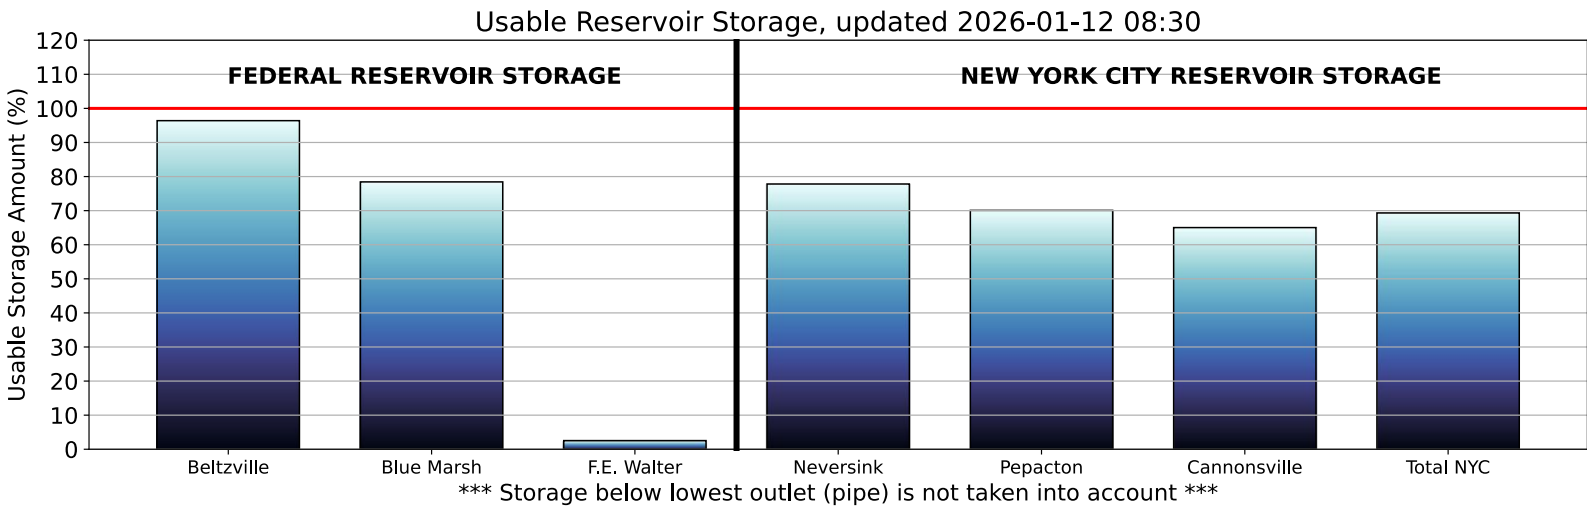 Usable Reservoir Storage, updated 2026-01-12 08:30
FEDERAL RESERVOIR STORAGE
NEW YORK CITY RESERVOIR STORAGE
Usable Storage Amount (%)
120
110
100
90
80
70
60
50
40
30
20
10
0
Beltzville
Blue Marsh
F.E. Walter
Neversink
Pepacton
Cannonsville
Total NYC
*** Storage below lowest outlet (pipe) is not taken into account ***